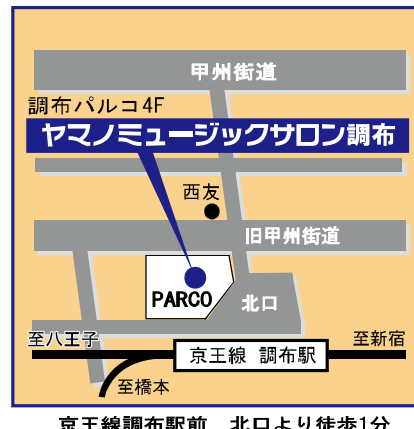 甲州街道
調布パルコ4F
ヤマノミュージックサロン調布
西友
旧甲州街道
PARCO
北口
至八王子
至新宿
京王線 調布駅
至橋本
京王線調布駅前 北口より徒歩1分